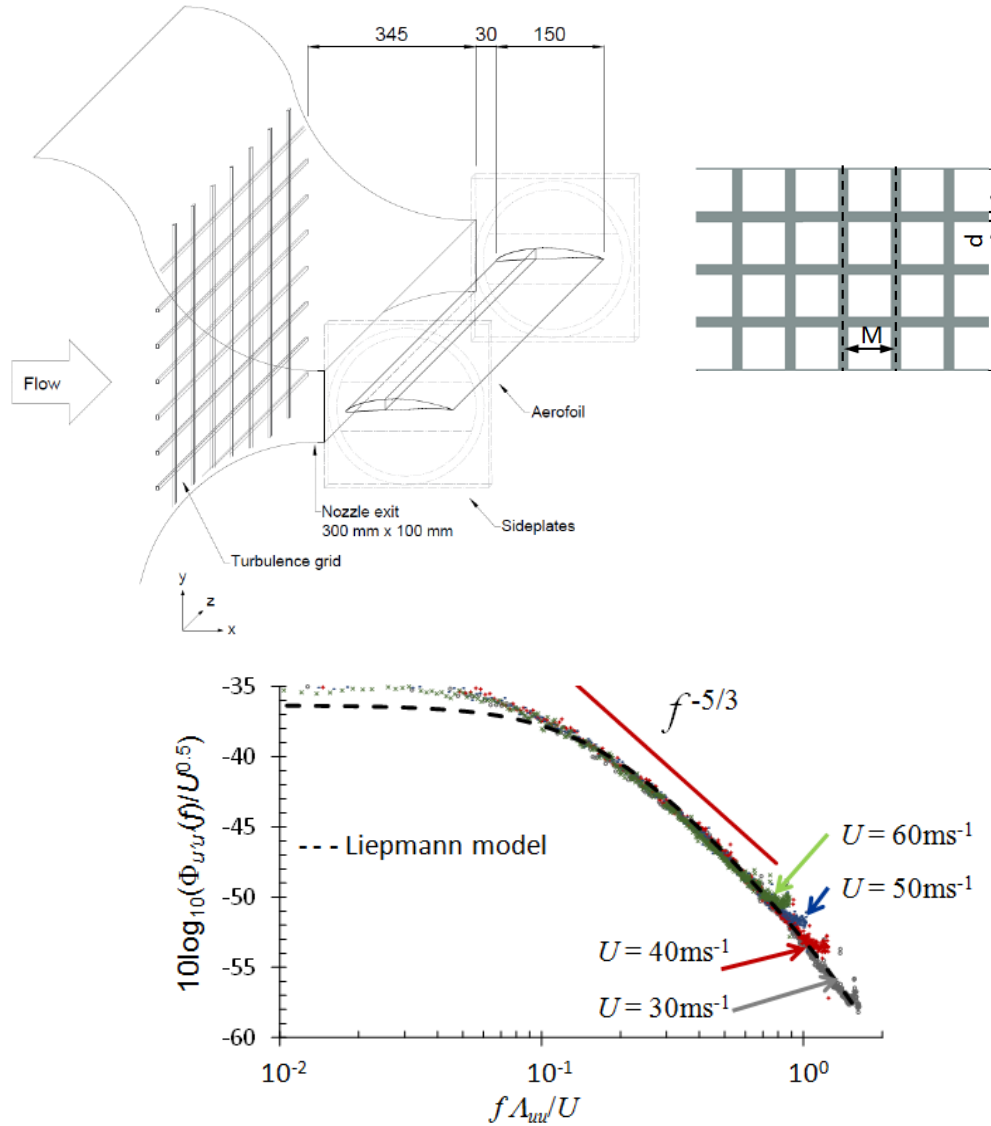 345 30 150
Flow
M
d
Aerofoil
Nozzle exit
300 mm x 100 mm
Sideplates
Turbulence grid
y
z
x
-35
-40
-45
-50
-55
-60
10log₁₀(Φᵤ′ᵤ′(f)/U⁰·⁵)
f⁻⁵/³
Liepmann model
U = 60ms⁻¹
U = 50ms⁻¹
U = 40ms⁻¹
U = 30ms⁻¹
10⁻² 10⁻¹ 10⁰
f Λᵤᵤ/U